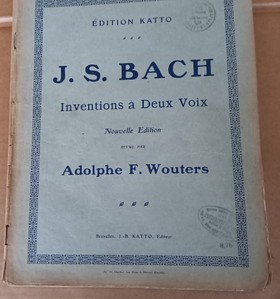 ÉDITION KATTO
J. S. BACH
Inventions à Deux Voix
Nouvelle Edition
Adolphe F. Wouters
Bruxelles, J.-B. KATTO, Editeur.